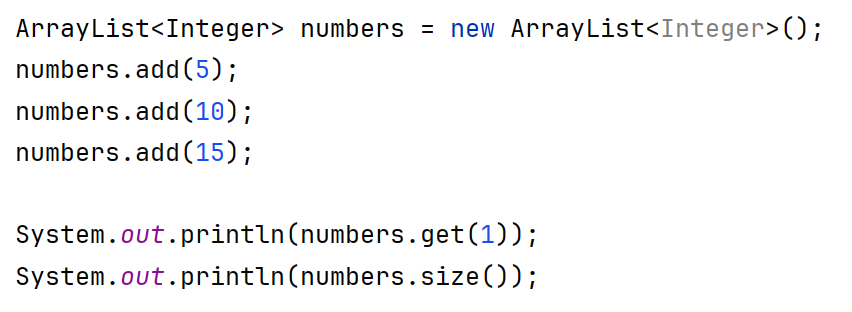 ArrayList<Integer> numbers = new ArrayList<Integer>();
numbers.add(5);
numbers.add(10);
numbers.add(15);
System.out.println(numbers.get(1));
System.out.println(numbers.size());